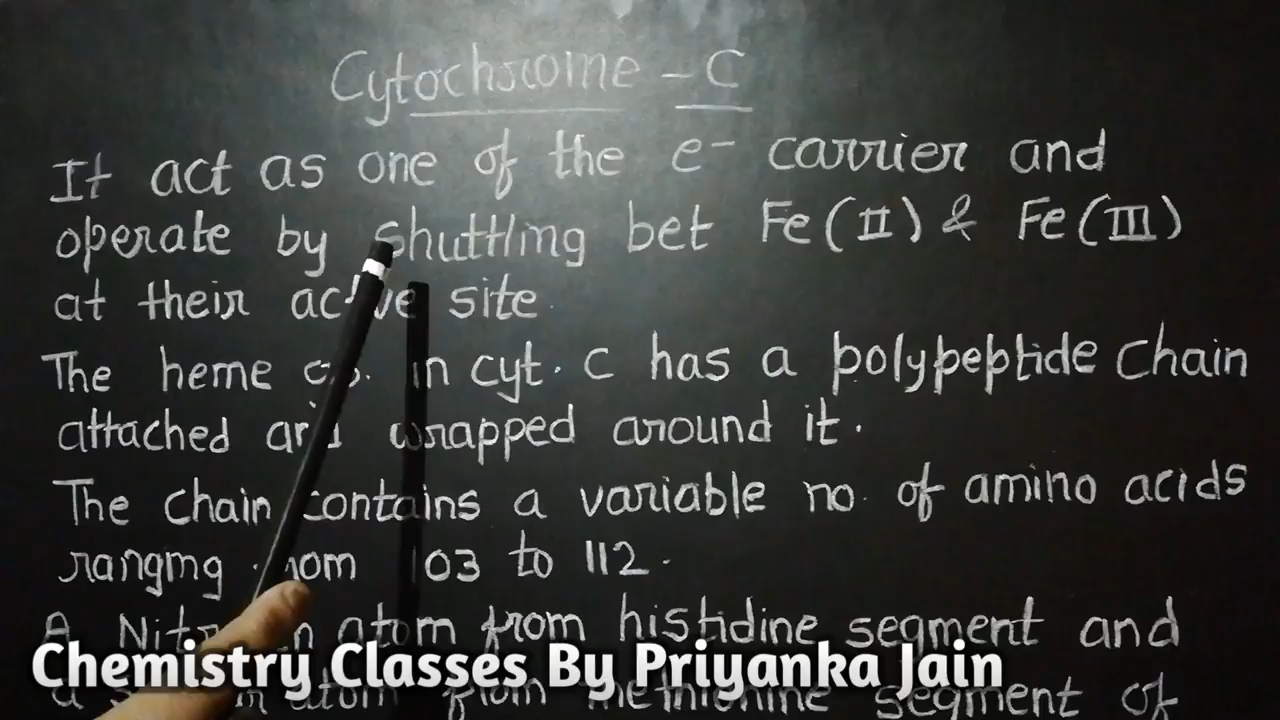 Cytochrome - C
It act as one of the e- carrier and
operate by shuttling bet Fe(II) & Fe(III)
at their active site.
The heme in cyt. c has a polypeptide chain
attached and wrapped around it.
The chain contains a variable no. of amino acids
ranging from 103 to 112.
A Nitrogen atom from histidine segment and
Chemistry Classes By Priyanka Jain
a atom from methionine segment of